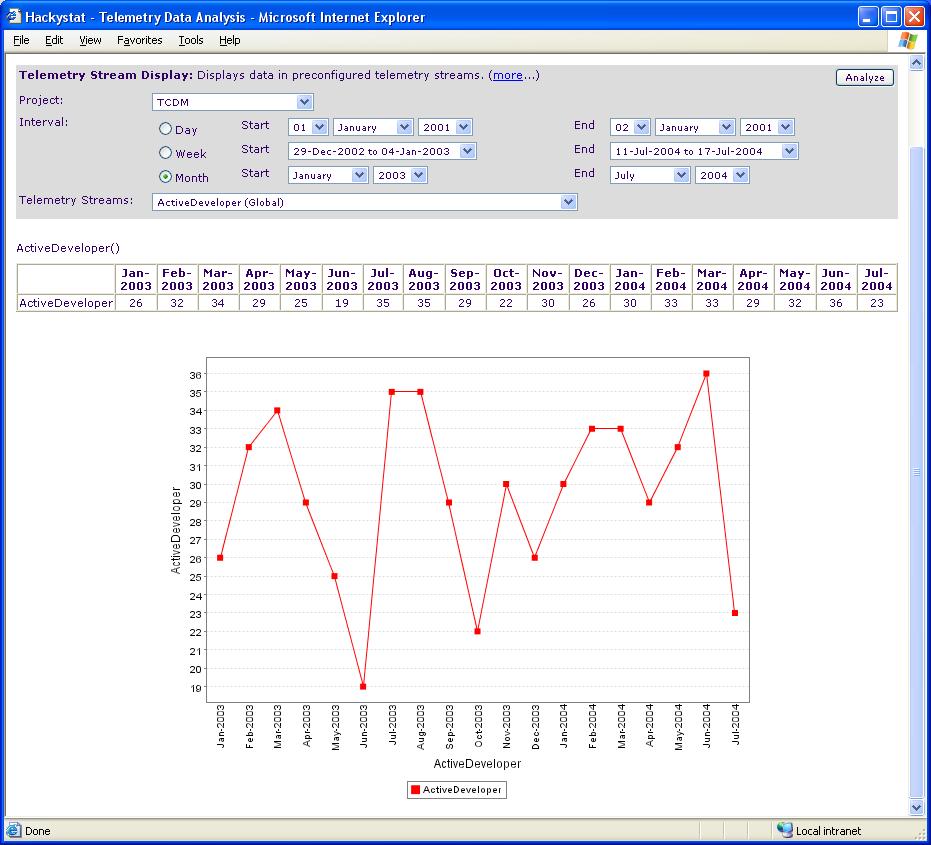 Hackystat - Telemetry Data Analysis - Microsoft Internet Explorer
File Edit View Favorites Tools Help
Telemetry Stream Display: Displays data in preconfigured telemetry streams. (more...) Analyze
Project: TCDM
Interval: Day Start 01 January 2001 End 02 January 2001
Week Start 29-Dec-2002 to 04-Jan-2003 End 11-Jul-2004 to 17-Jul-2004
Month Start January 2003 End July 2004
Telemetry Streams: ActiveDeveloper (Global)
ActiveDeveloper()
Jan- Feb- Mar- Apr- May- Jun- Jul- Aug- Sep- Oct- Nov- Dec- Jan- Feb- Mar- Apr- May- Jun- Jul-
2003 2003 2003 2003 2003 2003 2003 2003 2003 2003 2003 2003 2004 2004 2004 2004 2004 2004 2004
ActiveDeveloper 26 32 34 29 25 19 35 35 29 22 30 26 30 33 33 29 32 36 23
36
35
34
33
32
31
30
29
28
27
26
25
24
23
22
21
20
19
ActiveDeveloper
Jan-2003 Feb-2003 Mar-2003 Apr-2003 May-2003 Jun-2003 Jul-2003 Aug-2003 Sep-2003 Oct-2003 Nov-2003 Dec-2003 Jan-2004 Feb-2004 Mar-2004 Apr-2004 May-2004 Jun-2004 Jul-2004
ActiveDeveloper
ActiveDeveloper
Done Local intranet